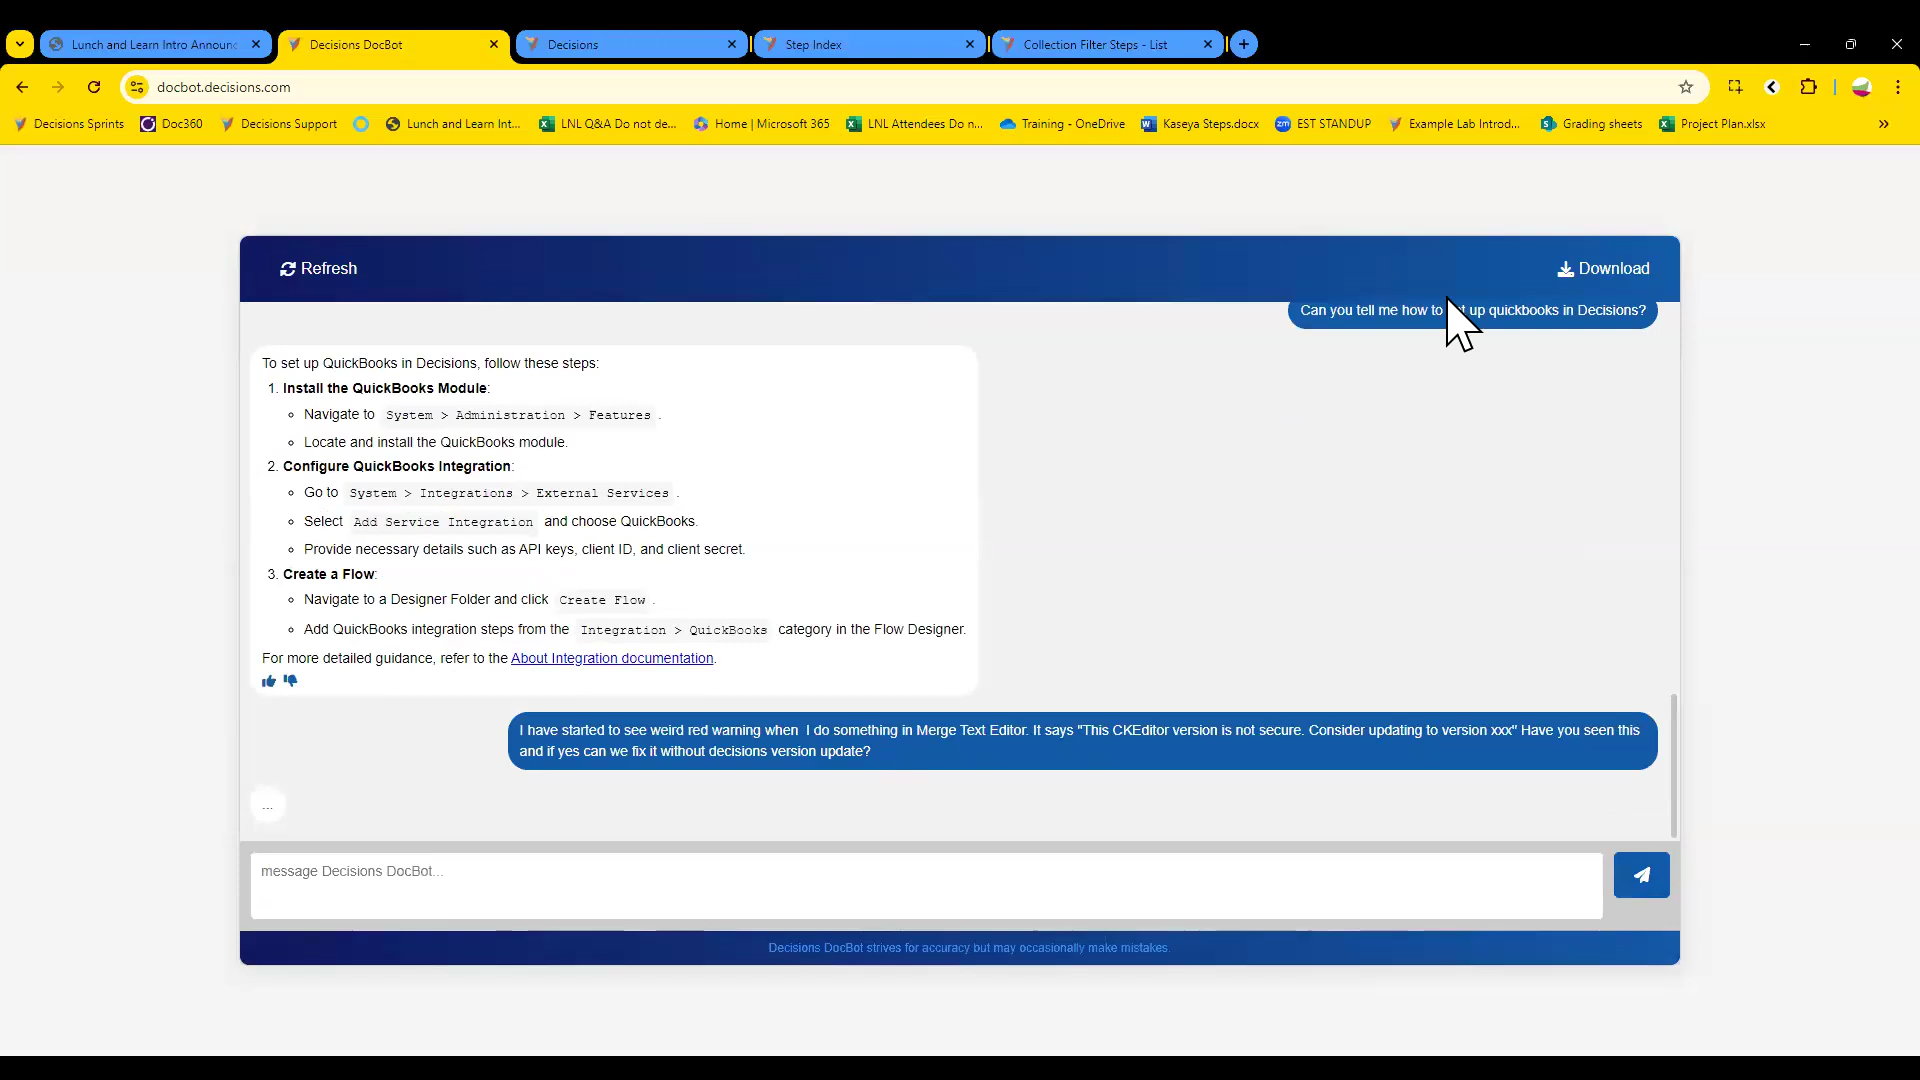 Lunch and Learn Intro Announc
Decisions DocBot
Decisions
Step Index
Collection Filter Steps - List
docbot.decisions.com
Decisions Sprints
Doc360
Decisions Support
Lunch and Learn Int...
LNL Q&A Do not de...
Home | Microsoft 365
LNL Attendees Do n...
Training - OneDrive
Kaseya Steps.docx
EST STANDUP
Example Lab Introd...
Grading sheets
Project Plan.xlsx
Refresh
Download
Can you tell me how to up quickbooks in Decisions?
To set up QuickBooks in Decisions, follow these steps:
1. Install the QuickBooks Module:
Navigate to System > Administration > Features .
Locate and install the QuickBooks module.
2. Configure QuickBooks Integration:
Go to System > Integrations > External Services .
Select Add Service Integration and choose QuickBooks.
Provide necessary details such as API keys, client ID, and client secret.
3. Create a Flow:
Navigate to a Designer Folder and click Create Flow .
Add QuickBooks integration steps from the Integration > QuickBooks category in the Flow Designer.
For more detailed guidance, refer to the About Integration documentation.
I have started to see weird red warning when I do something in Merge Text Editor. It says "This CKEditor version is not secure. Consider updating to version xxx" Have you seen this
and if yes can we fix it without decisions version update?
...
message Decisions DocBot...
Decisions DocBot strives for accuracy but may occasionally make mistakes.